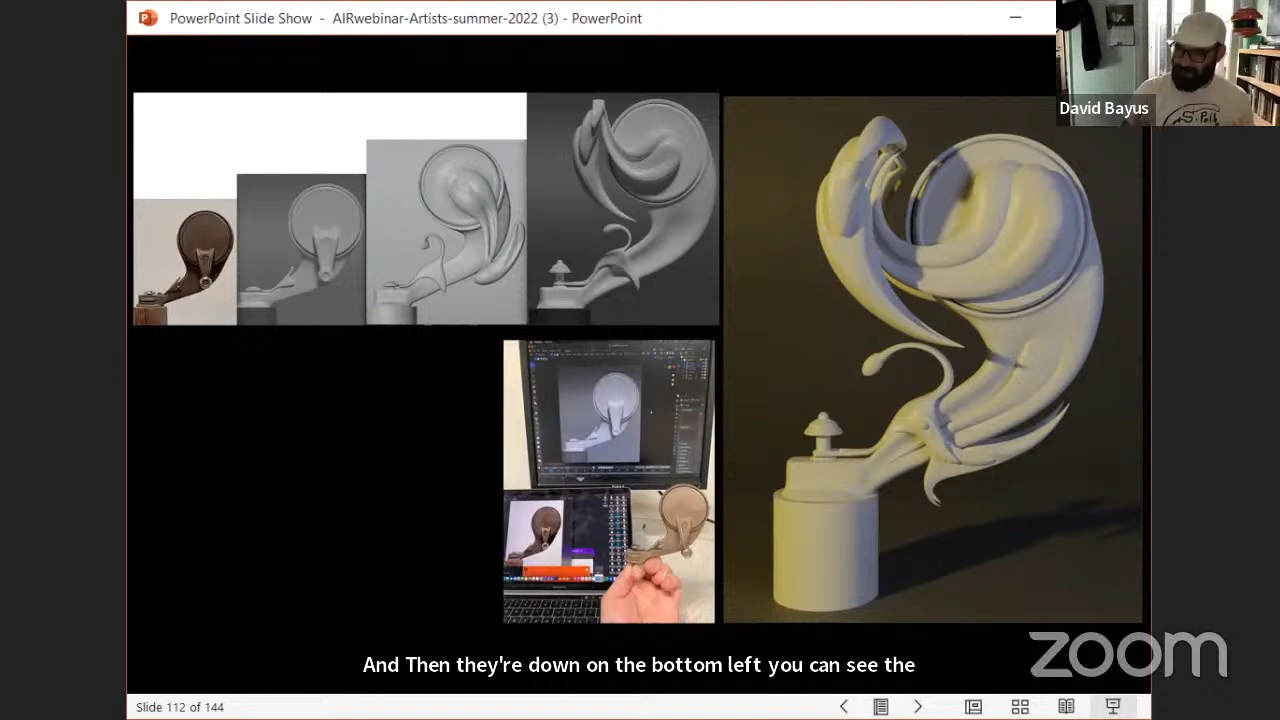 PowerPoint Slide Show - AIRwebinar-Artists-summer-2022 (3) - PowerPoint
David Bayus
And Then they're down on the bottom left you can see the
zoom
Slide 112 of 144